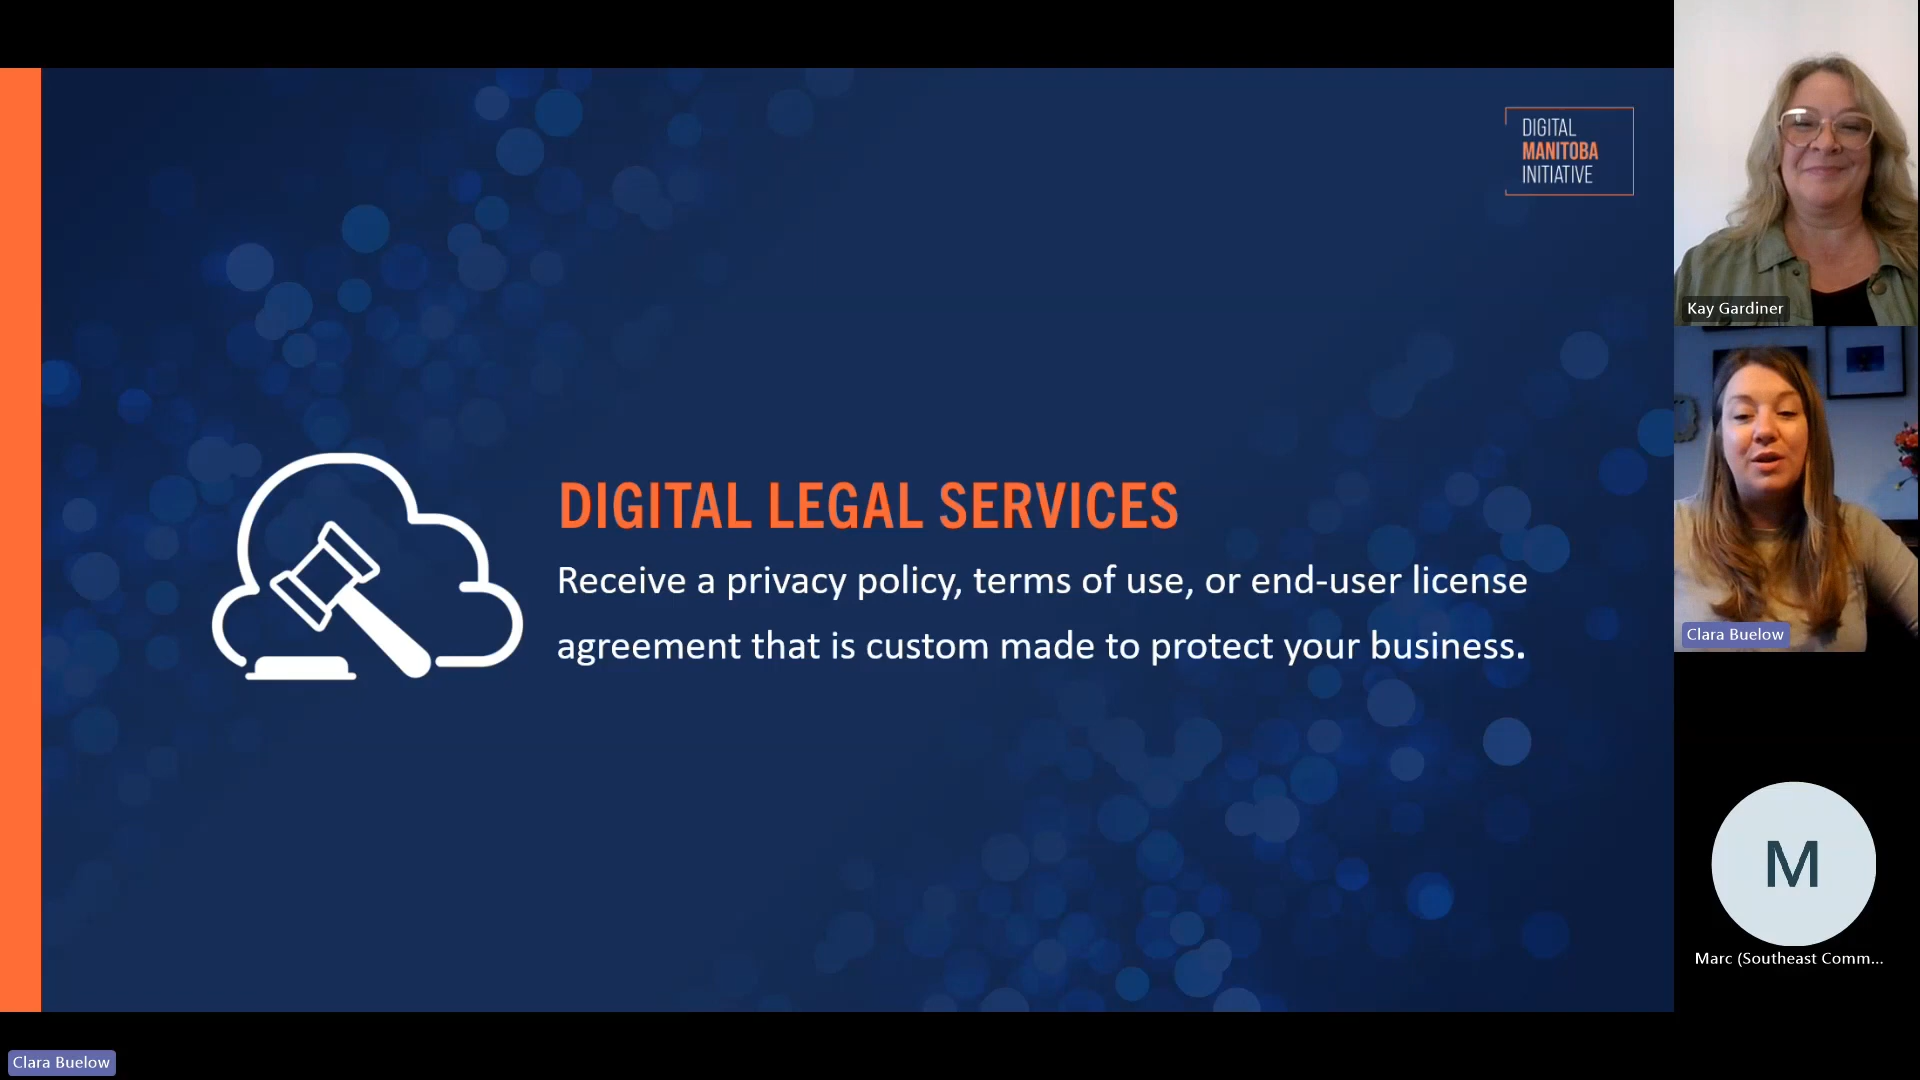 DIGITAL
MANITOBA
INITIATIVE
DIGITAL LEGAL SERVICES
Receive a privacy policy, terms of use, or end-user license
agreement that is custom made to protect your business.
Kay Gardiner
Clara Buelow
M
Marc (Southeast Comm...
Clara Buelow